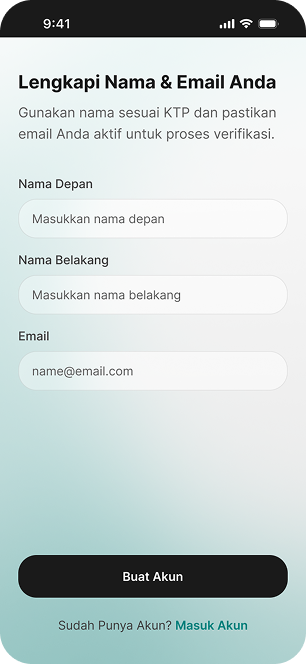 9:41
Lengkapi Nama & Email Anda
Gunakan nama sesuai KTP dan pastikan
email Anda aktif untuk proses verifikasi.
Nama Depan
Masukkan nama depan
Nama Belakang
Masukkan nama belakang
Email
name@email.com
Buat Akun
Sudah Punya Akun? Masuk Akun